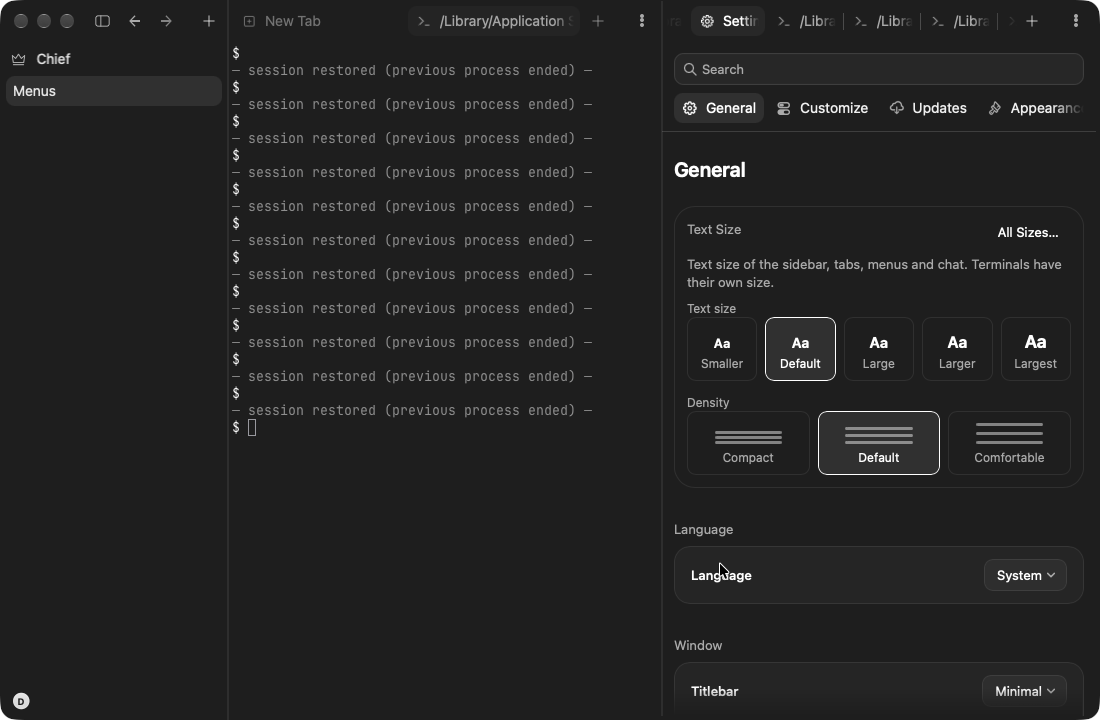 New Tab
/Library/Application
Setti
/Libra
/Libra
/Libra
Chief
Menus
$
— session restored (previous process ended) —
$
— session restored (previous process ended) —
$
— session restored (previous process ended) —
$
— session restored (previous process ended) —
$
— session restored (previous process ended) —
$
— session restored (previous process ended) —
$
— session restored (previous process ended) —
$
— session restored (previous process ended) —
$
— session restored (previous process ended) —
$
— session restored (previous process ended) —
$
— session restored (previous process ended) —
$
Search
General
Customize
Updates
Appearanc
General
Text Size
All Sizes...
Text size of the sidebar, tabs, menus and chat. Terminals have
their own size.
Text size
Aa Aa Aa Aa Aa
Smaller Default Large Larger Largest
Density
Compact Default Comfortable
Language
Language
System
Window
Titlebar
Minimal
D